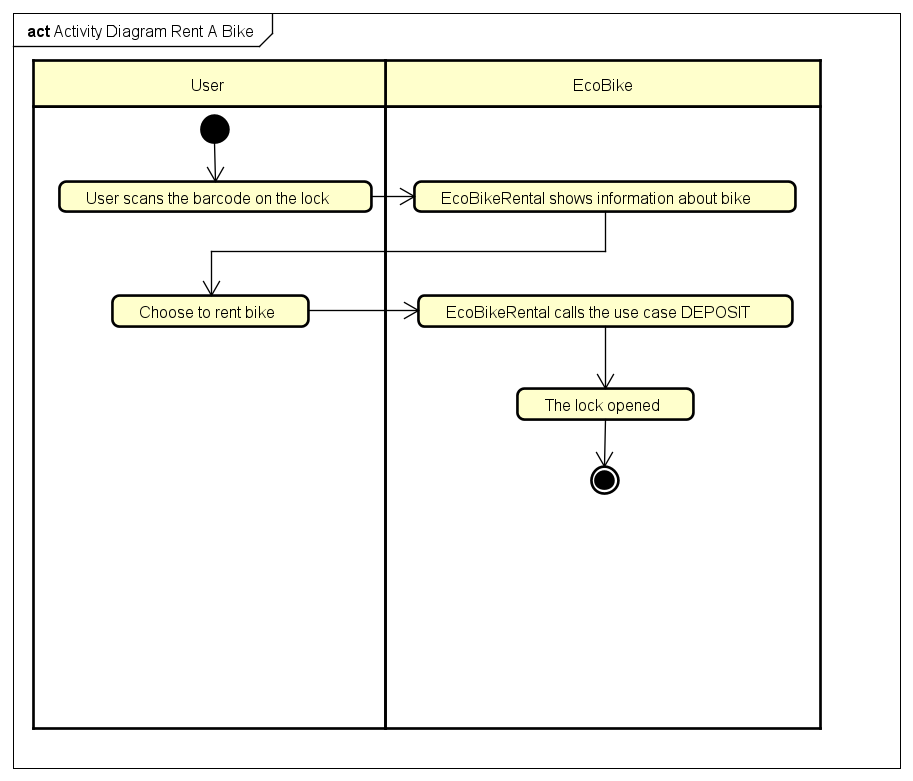 act Activity Diagram Rent A Bike
User
EcoBike
User scans the barcode on the lock
EcoBikeRental shows information about bike
Choose to rent bike
EcoBikeRental calls the use case DEPOSIT
The lock opened